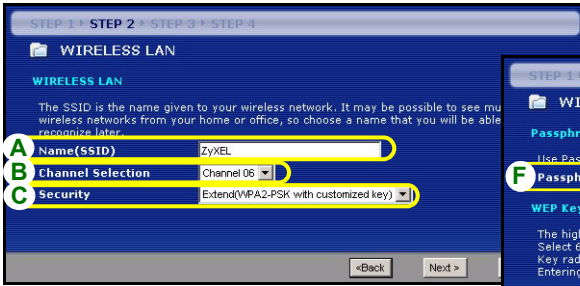 STEP 1 STEP 2 STEP 3 STEP 4
WIRELESS LAN
WIRELESS LAN
The SSID is the name given to your wireless network. It may be possible to see mu
wireless networks from your home or office, so choose a name that you will be able
recognize later.
A Name(SSID) ZyXEL
B Channel Selection Channel 06
C Security Extend(WPA2-PSK with customized key)
«Back Next »
STEP 1
WI
Passphr
Use Pas
F Passph
WEP Key
The high
Select 6
Key rad
Entering